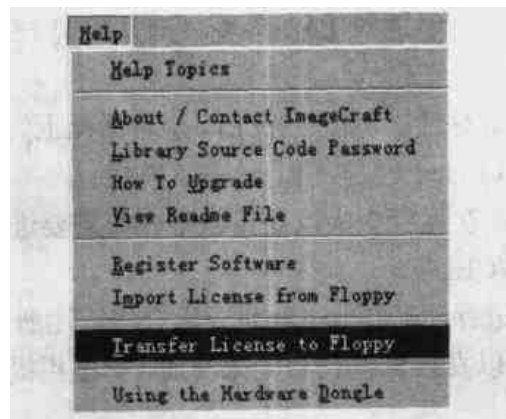 Help
Help Topics
About / Contact ImageCraft
Library Source Code Password
How To Upgrade
View Readme File
Register Software
Import License from Floppy
Transfer License to Floppy
Using the Hardware Dongle